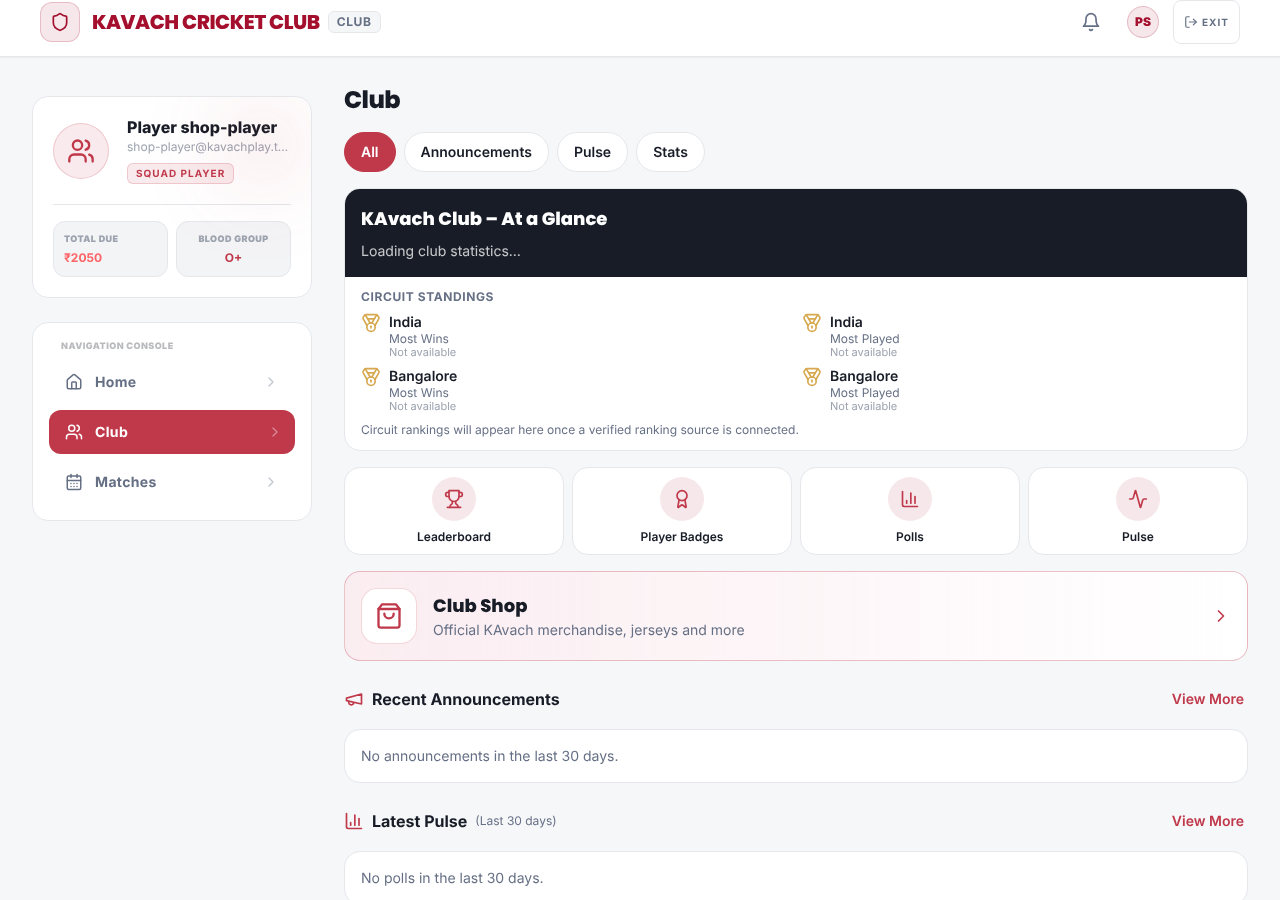 KAVACH CRICKET CLUB CLUB
PS EXIT
Player shop-player
shop-player@kavachplay.t...
SQUAD PLAYER
TOTAL DUE
₹2050
BLOOD GROUP
O+
NAVIGATION CONSOLE
Home
Club
Matches
Club
All Announcements Pulse Stats
KAvach Club – At a Glance
Loading club statistics...
CIRCUIT STANDINGS
India
Most Wins
Not available
India
Most Played
Not available
Bangalore
Most Wins
Not available
Bangalore
Most Played
Not available
Circuit rankings will appear here once a verified ranking source is connected.
Leaderboard
Player Badges
Polls
Pulse
Club Shop
Official KAvach merchandise, jerseys and more
Recent Announcements View More
No announcements in the last 30 days.
Latest Pulse (Last 30 days) View More
No polls in the last 30 days.